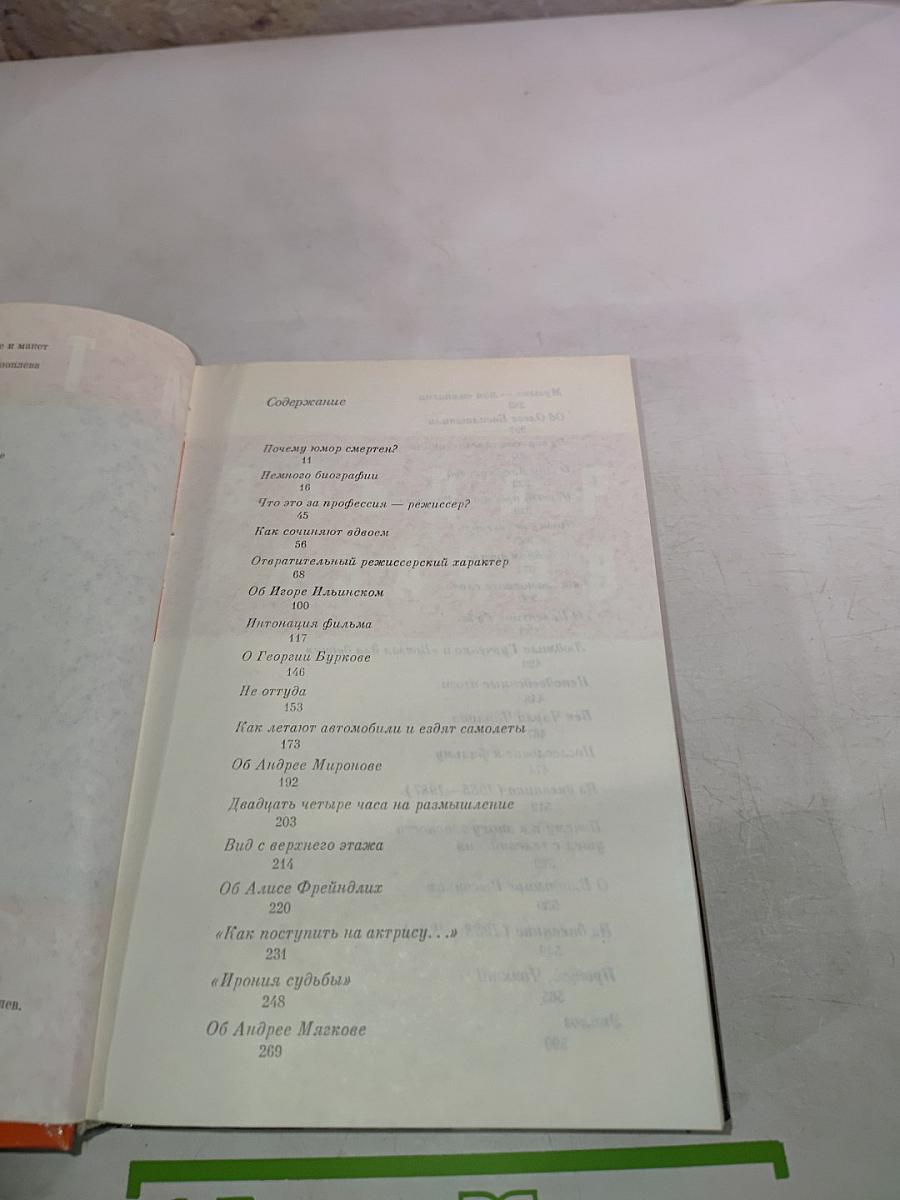 е и макет
Содержание
Почему юмор смертен?
11
Немного биографии
16
Что это за профессия — режиссер?
45
Как сочиняют вдвоем
56
Отвратительный режиссерский характер
68
Об Игоре Ильинском
100
Интонация фильма
117
О Георгии Буркове
146
Не оттуда
153
Как летают автомобили и ездят самолеты
173
Об Андрее Миронове
192
Двадцать четыре часа на размышление
203
Вид с верхнего этажа
214
Об Алисе Фрейндлих
220
«Как поступить на актрису...»
231
«Ирония судьбы»
248
Об Андрее Мягкове
269